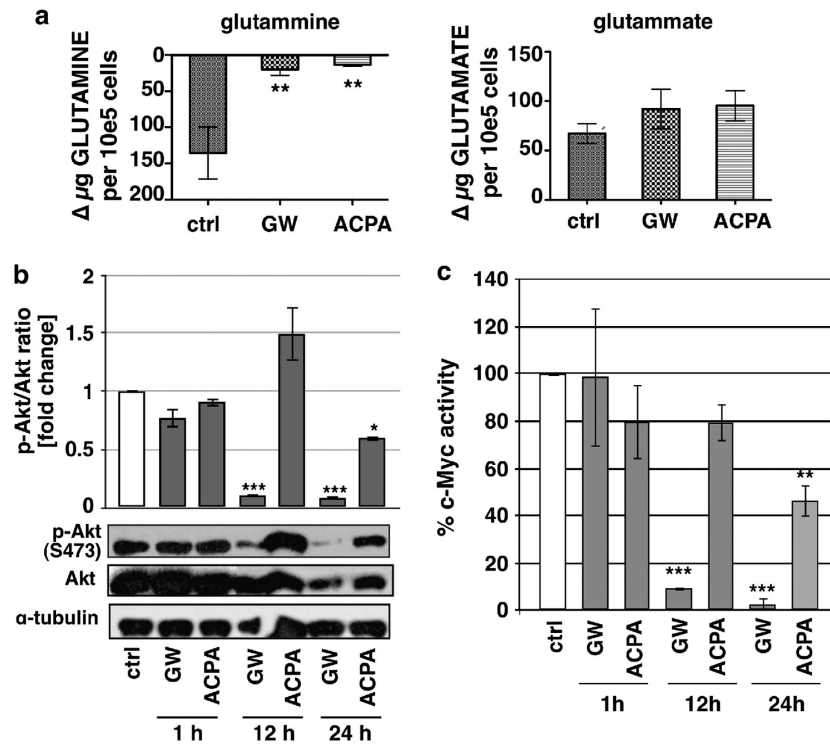 a
glutammine
Δ µg GLUTAMINE
per 10e5 cells
0
50
100
150
200
**
**
ctrl GW ACPA
glutammate
Δ µg GLUTAMATE
per 10e5 cells
150
100
50
0
ctrl GW ACPA
b
p-Akt/Akt ratio
[fold change]
2
1.5
1
0.5
0
***
***
*
p-Akt
(S473)
Akt
α-tubulin
ctrl
GW
ACPA
GW
ACPA
GW
ACPA
1 h 12 h 24 h
c
% c-Myc activity
140
120
100
80
60
40
20
0
***
***
**
ctrl
GW
ACPA
GW
ACPA
GW
ACPA
1h 12h 24h